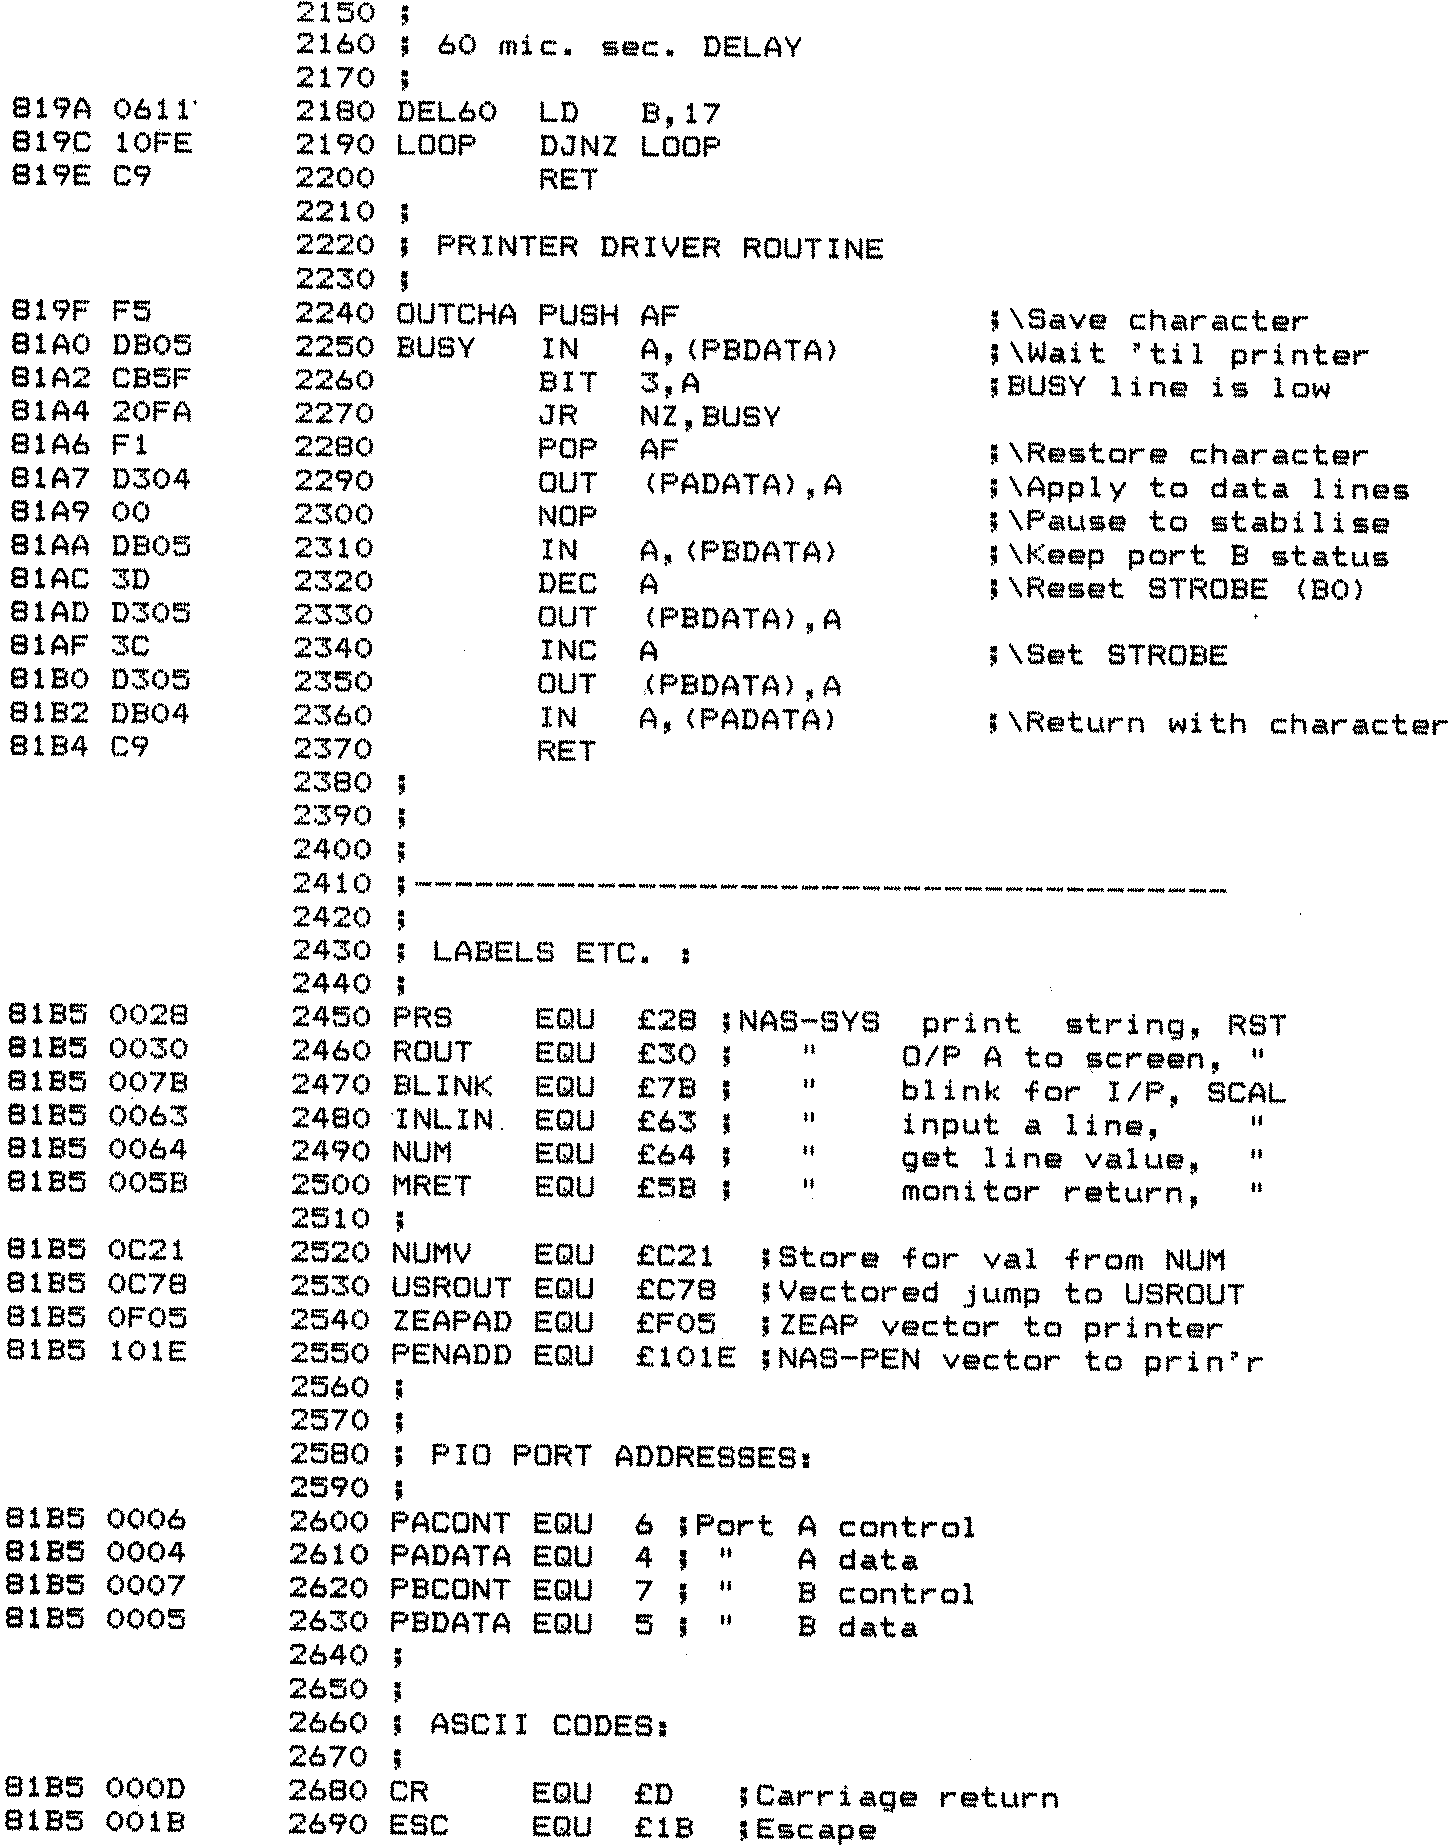 2150 ;
2160 ; 60 mic. sec. DELAY
2170 ;
819A 0611 2180 DEL60 LD B,17
819C 10FE 2190 LOOP DJNZ LOOP
819E C9 2200 RET
2210 ;
2220 ; PRINTER DRIVER ROUTINE
2230 ;
819F F5 2240 OUTCHA PUSH AF ;\Save character
81A0 DB05 2250 BUSY IN A,(PBDATA) ;\Wait 'til printer
81A2 CB5F 2260 BIT 3,A ;BUSY line is low
81A4 20FA 2270 JR NZ,BUSY
81A6 F1 2280 POP AF ;\Restore character
81A7 D304 2290 OUT (PADATA),A ;\Apply to data lines
81A9 00 2300 NOP ;\Pause to stabilise
81AA DB05 2310 IN A,(PBDATA) ;\Keep port B status
81AC 3D 2320 DEC A ;\Reset STROBE (B0)
81AD D305 2330 OUT (PBDATA),A
81AF 3C 2340 INC A ;\Set STROBE
81B0 D305 2350 OUT (PBDATA),A
81B2 DB04 2360 IN A,(PADATA) ;\Return with character
81B4 C9 2370 RET
2380 ;
2390 ;
2400 ;
2410 ;-----------------------------------------
2420 ;
2430 ; LABELS ETC. :
2440 ;
81B5 0028 2450 PRS EQU £28 ;NAS-SYS print string, RST
81B5 0030 2460 ROUT EQU £30 ; " O/P A to screen, "
81B5 007B 2470 BLINK EQU £7B ; " blink for I/P, SCAL
81B5 0063 2480 INLIN EQU £63 ; " input a line, "
81B5 0064 2490 NUM EQU £64 ; " get line value, "
81B5 005B 2500 MRET EQU £5B ; " monitor return, "
2510 ;
81B5 0C21 2520 NUMV EQU £C21 ;Store for val from NUM
81B5 0C78 2530 USROUT EQU £C78 ;Vectored jump to USROUT
81B5 0F05 2540 ZEAPAD EQU £F05 ;ZEAP vector to printer
81B5 101E 2550 PENADD EQU £101E ;NAS-PEN vector to prin'r
2560 ;
2570 ;
2580 ; PIO PORT ADDRESSES:
2590 ;
81B5 0006 2600 PACONT EQU 6 ;Port A control
81B5 0004 2610 PADATA EQU 4 ; " A data
81B5 0007 2620 PBCONT EQU 7 ; " B control
81B5 0005 2630 PBDATA EQU 5 ; " B data
2640 ;
2650 ;
2660 ; ASCII CODES:
2670 ;
81B5 000D 2680 CR EQU £D ;Carriage return
81B5 001B 2690 ESC EQU £1B ;Escape